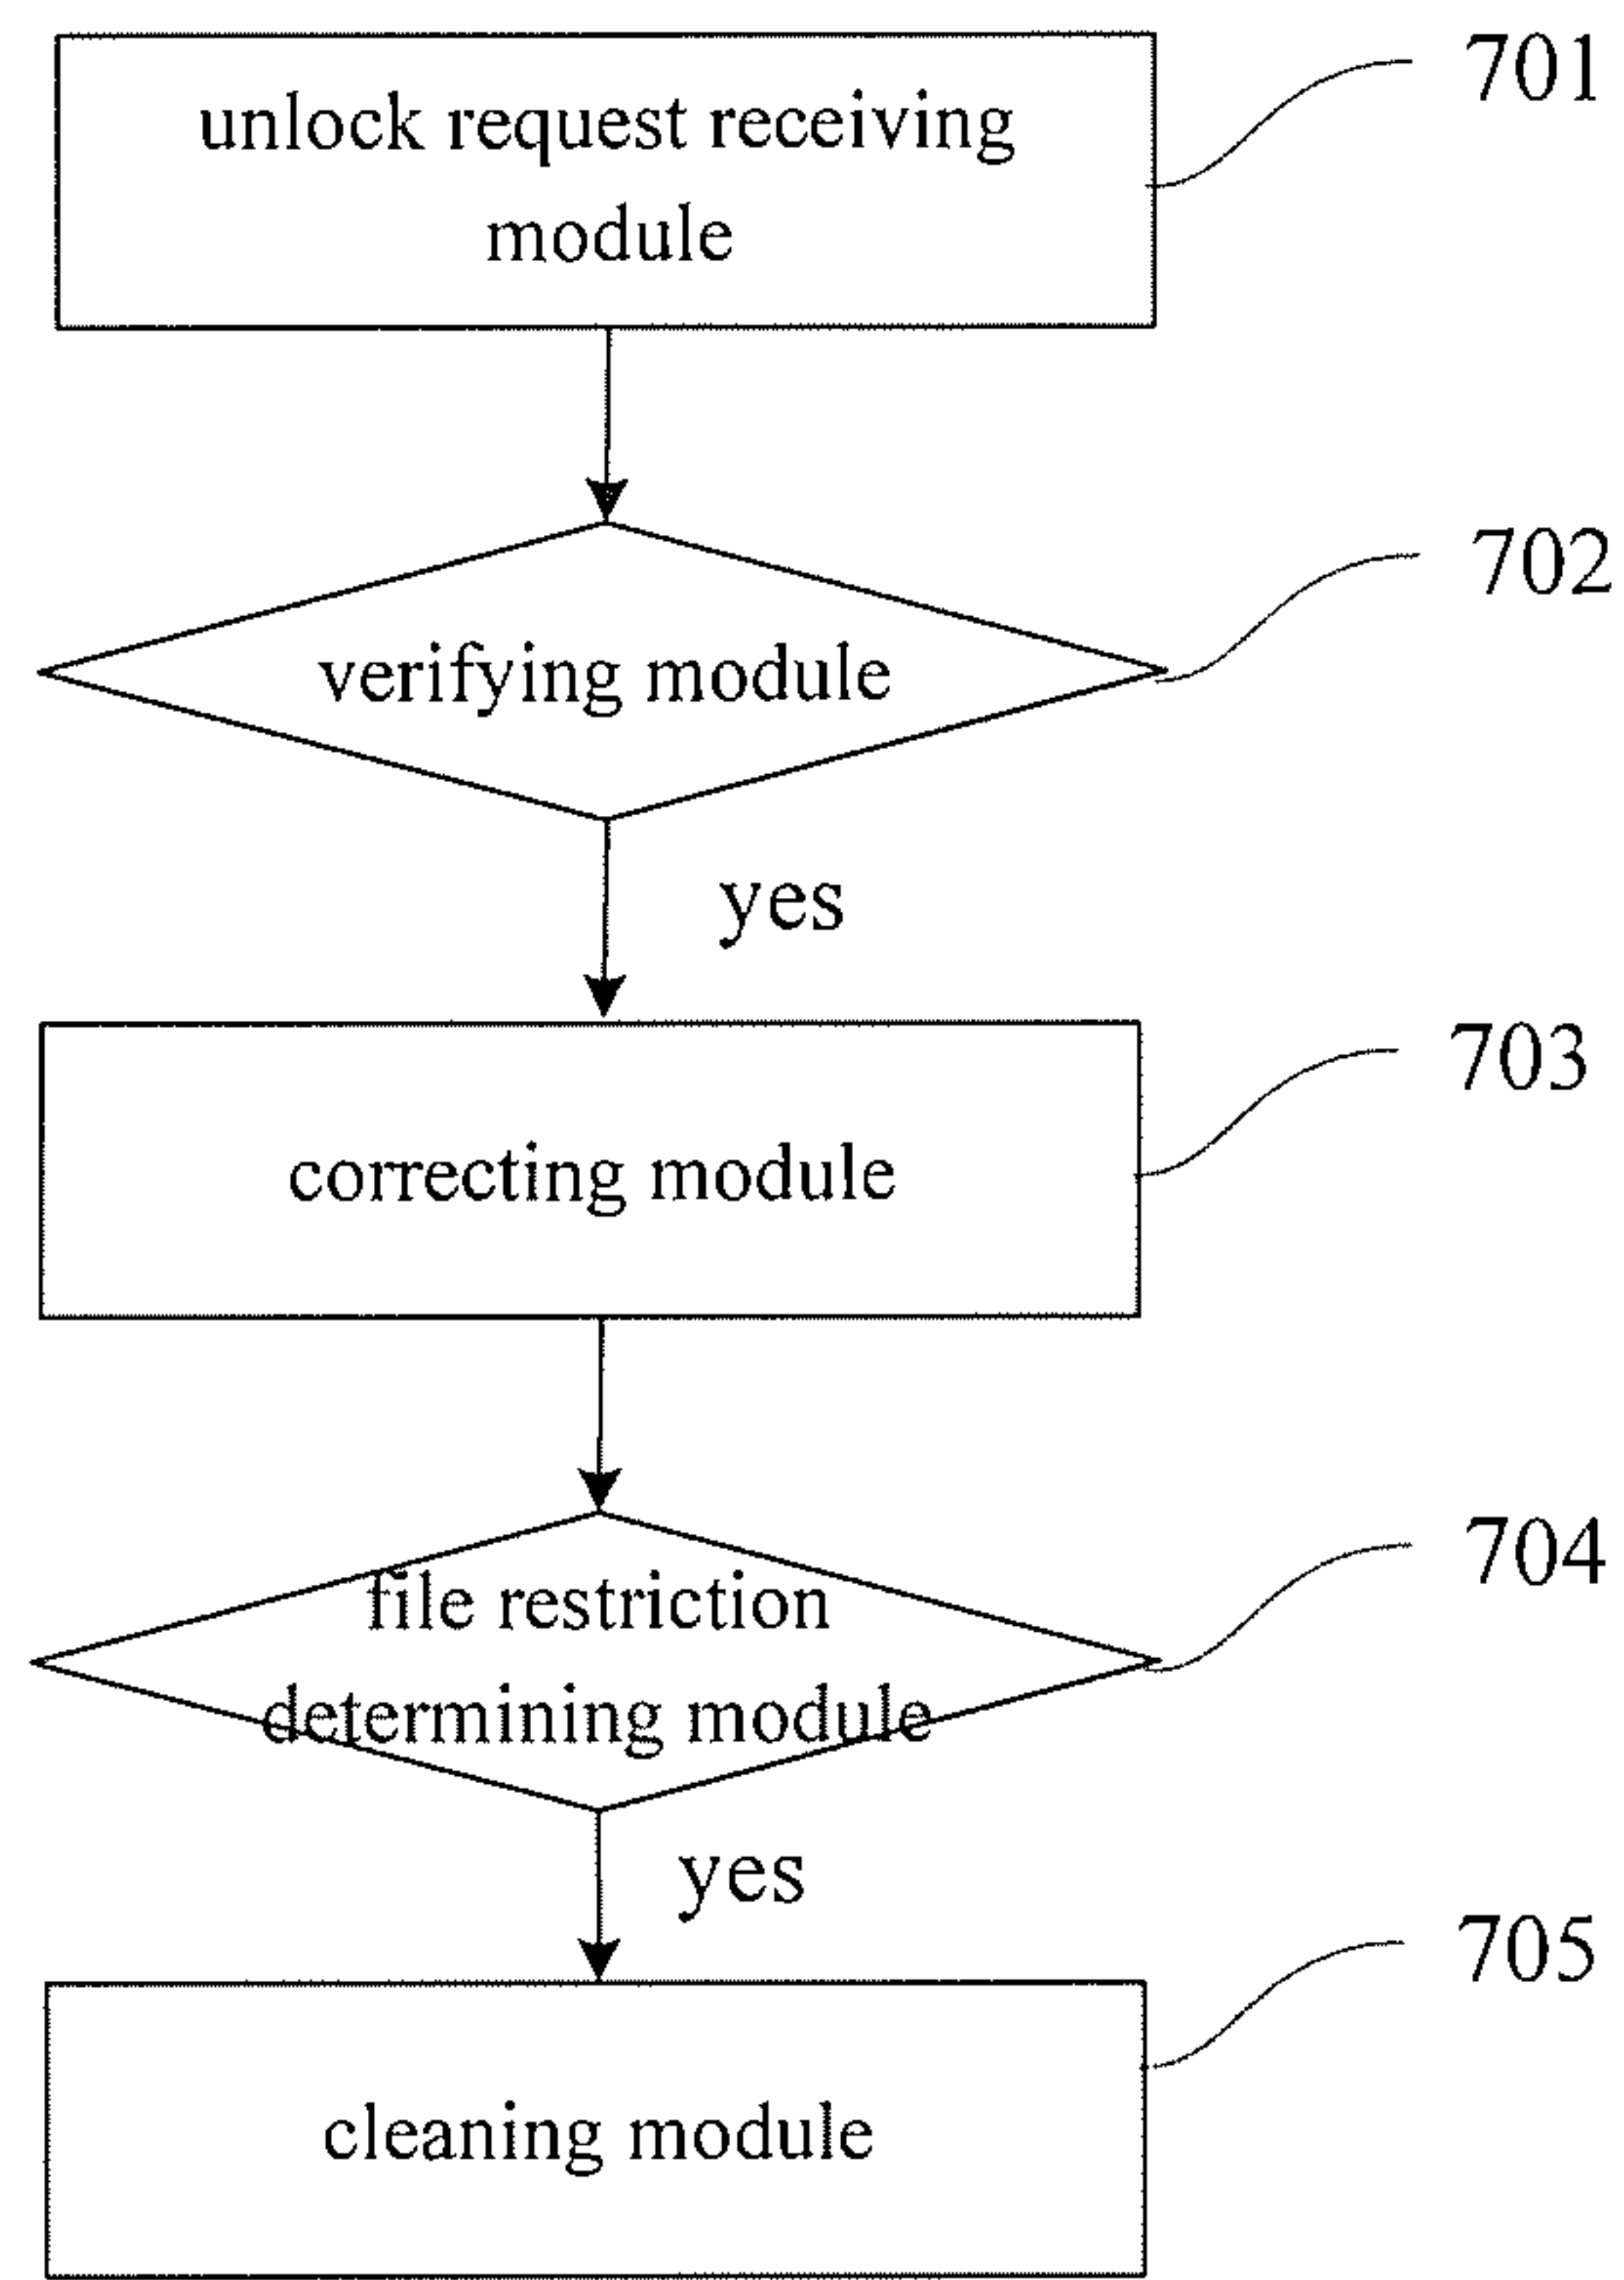 unlock request receiving
module
701
verifying module
702
yes
correcting module
703
file restriction
determining module
704
yes
cleaning module
705